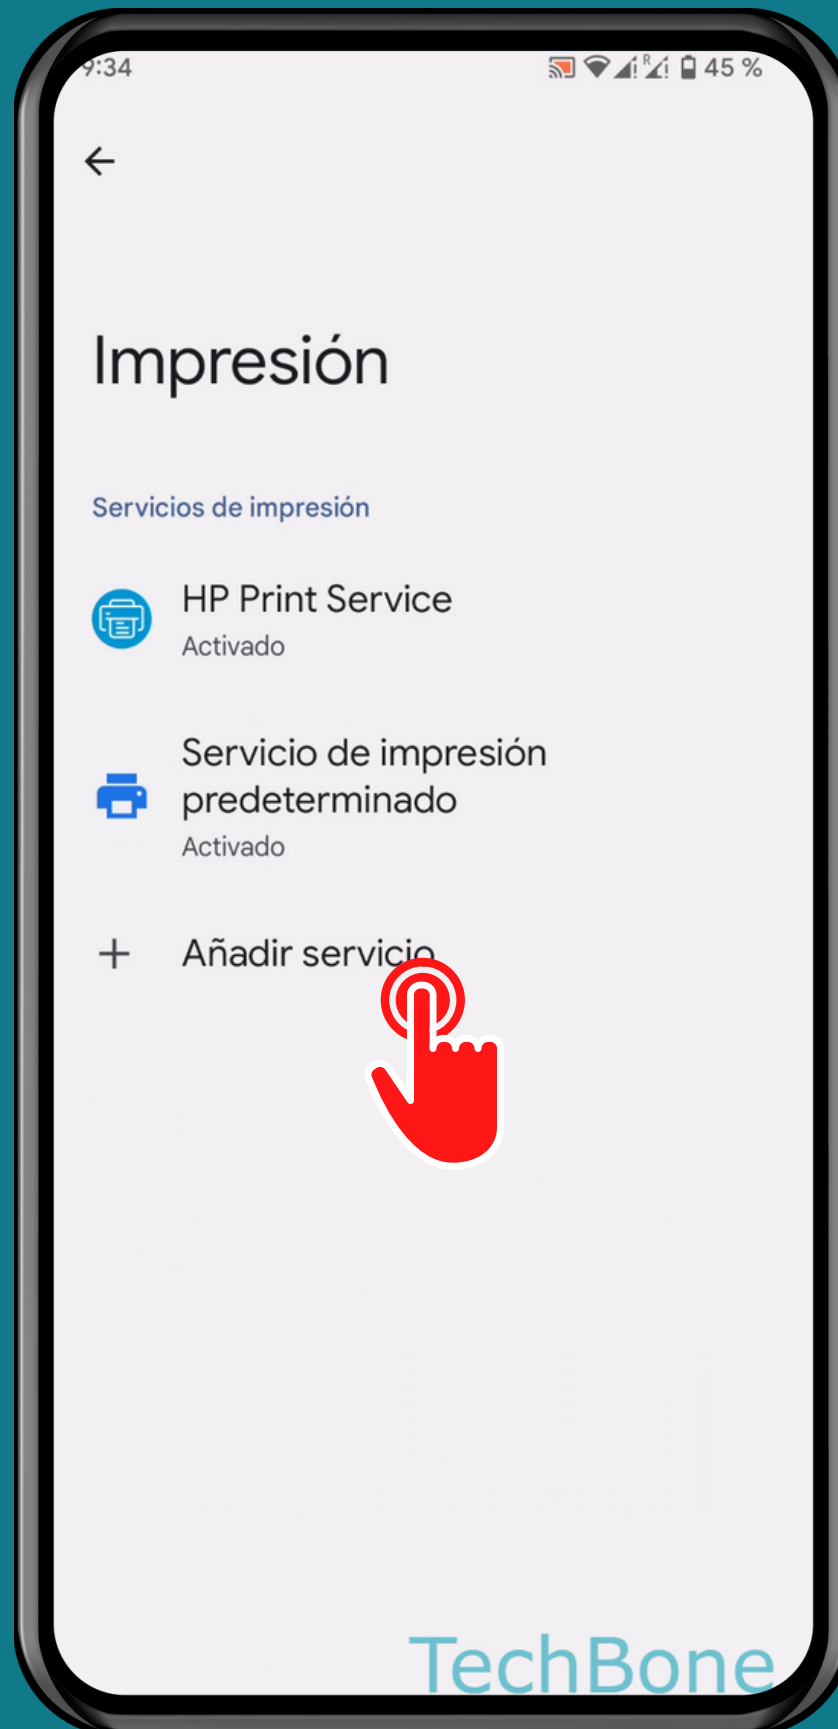 9:34 R 45 %
Impresión
Servicios de impresión
HP Print Service
Activado
Servicio de impresión
predeterminado
Activado
+ Añadir servicio
TechBone